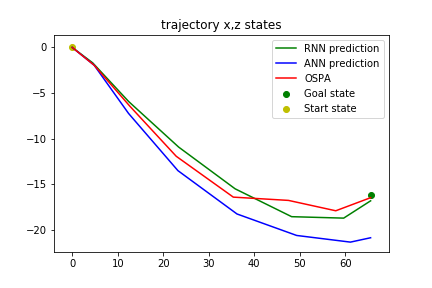 trajectory x,z states
RNN prediction
ANN prediction
OSPA
Goal state
Start state
0
−5
−10
−15
−20
0 10 20 30 40 50 60